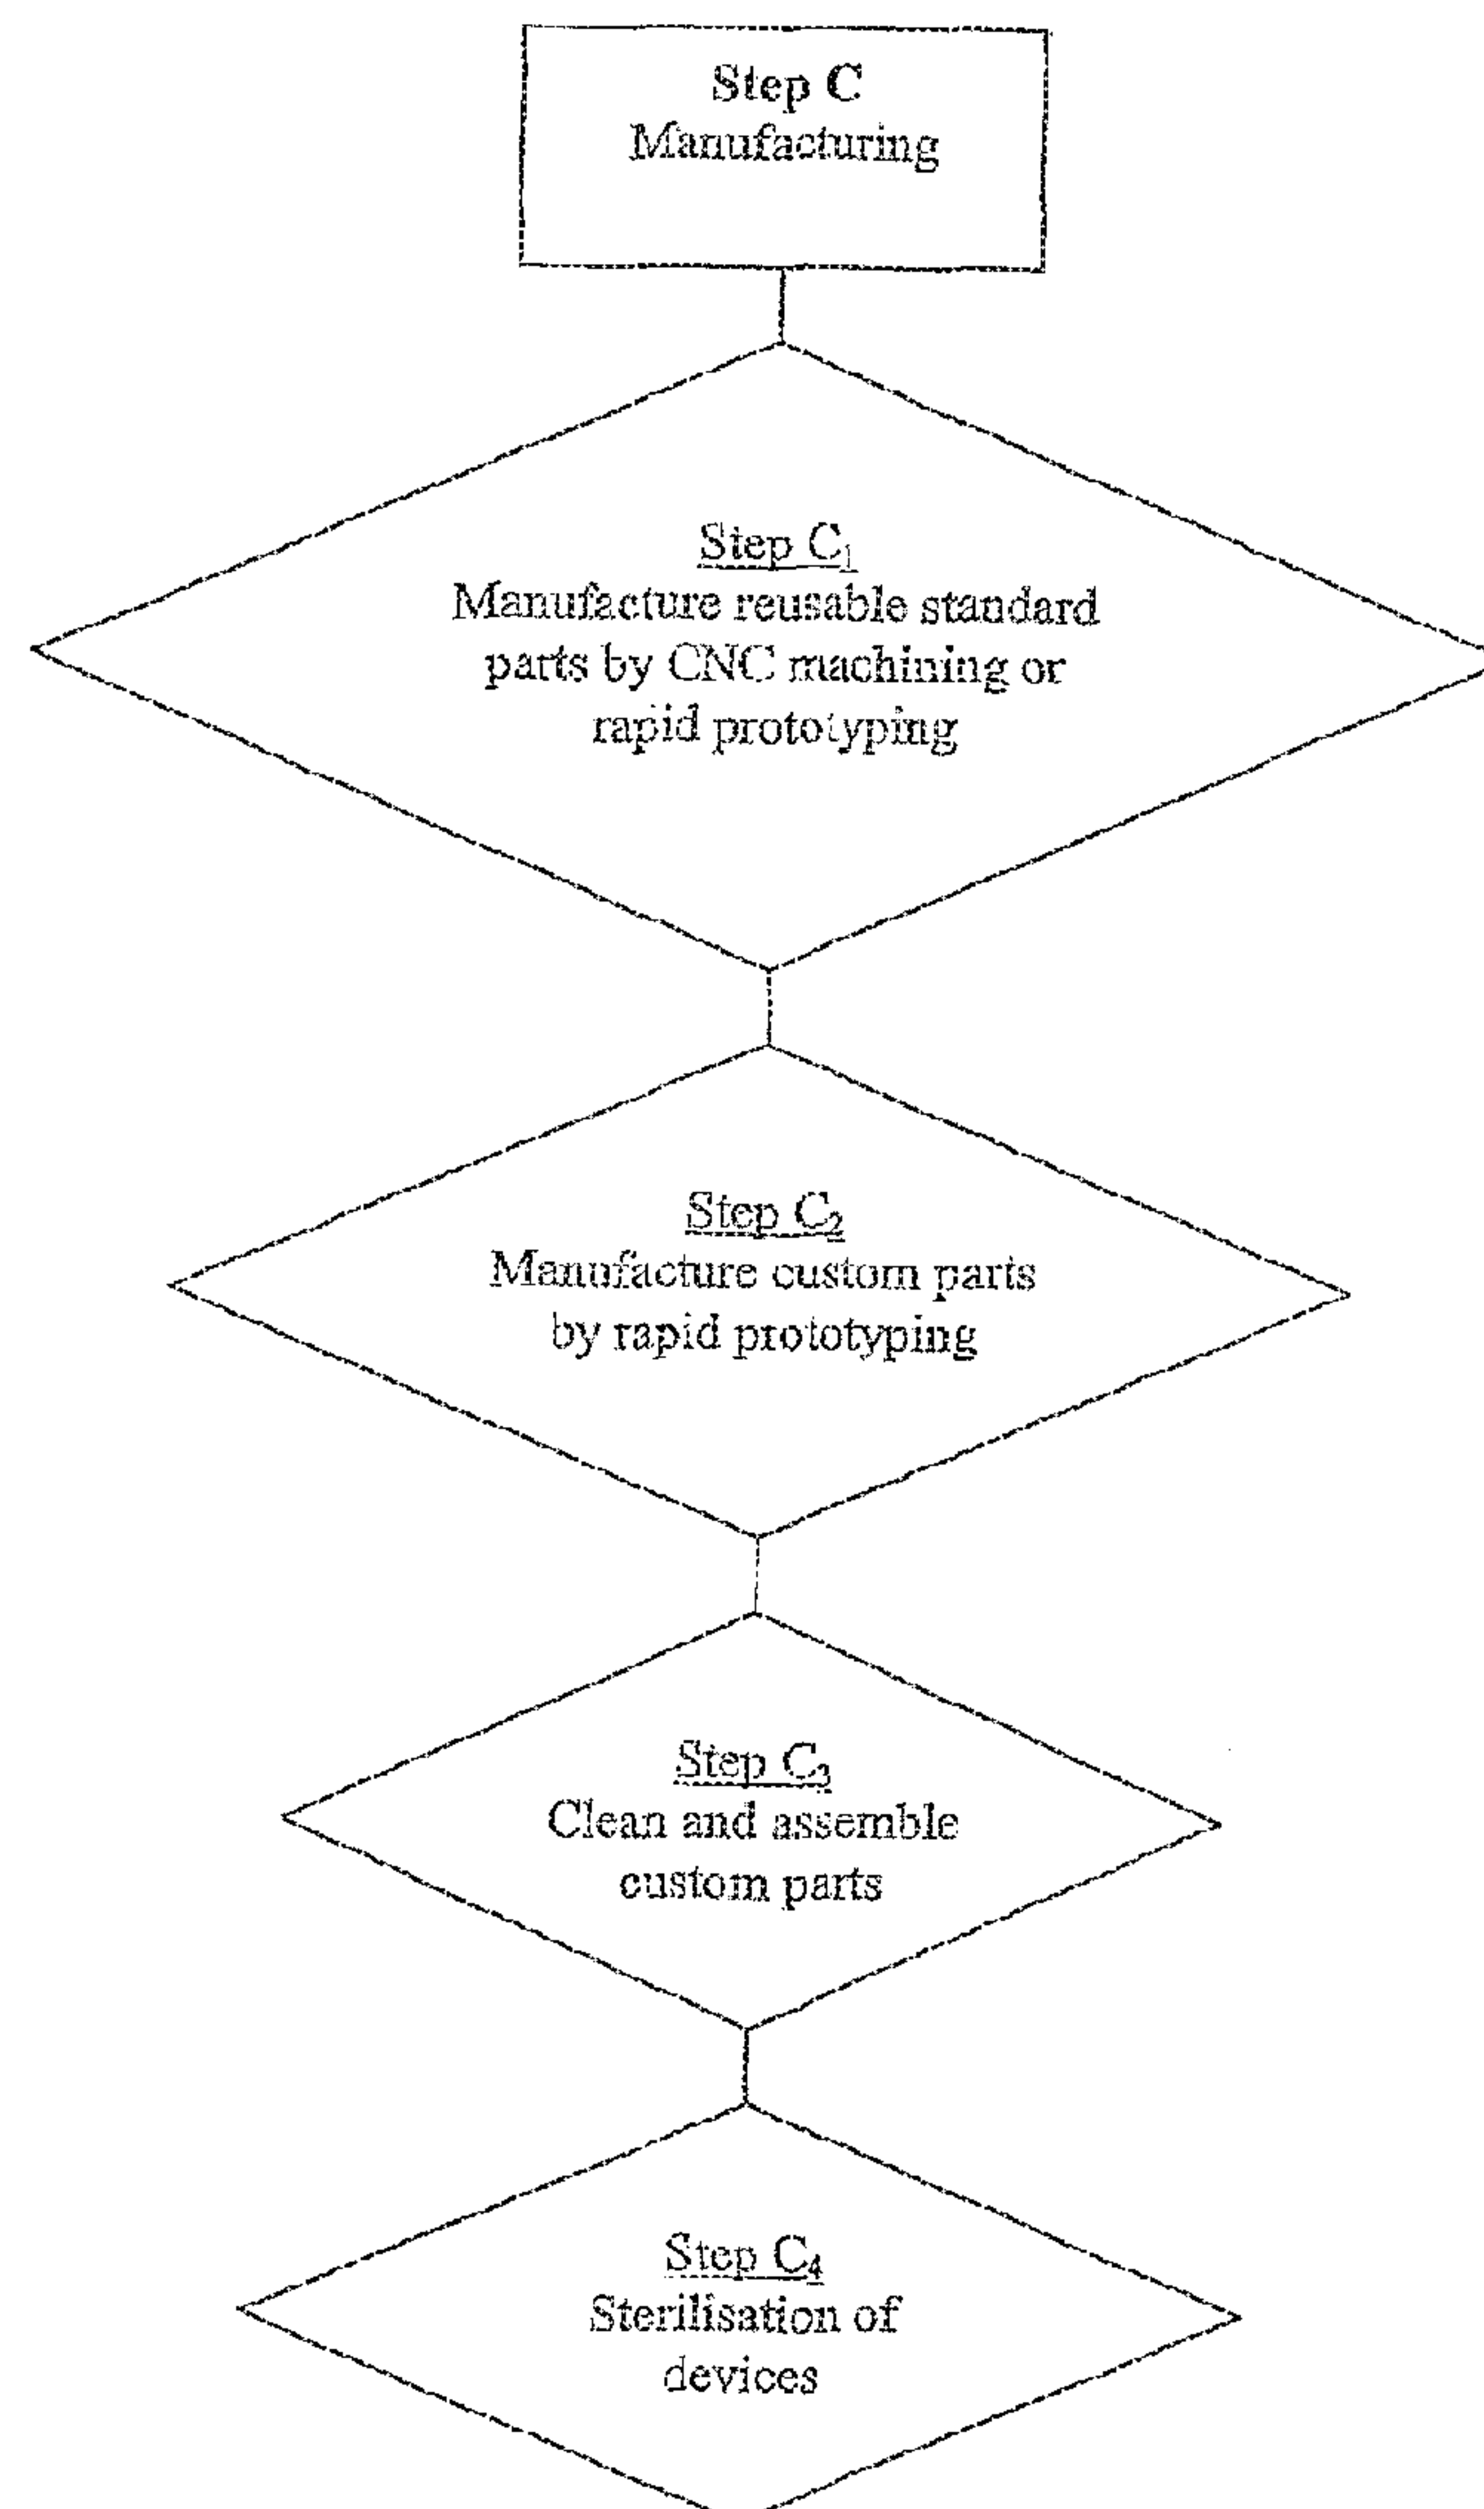 Step C
Manufacturing
Step C₁
Manufacture reusable standard
parts by CNC machining or
rapid prototyping
Step C₂
Manufacture custom parts
by rapid prototyping
Step C₃
Clean and assemble
custom parts
Step C₄
Sterilisation of
devices